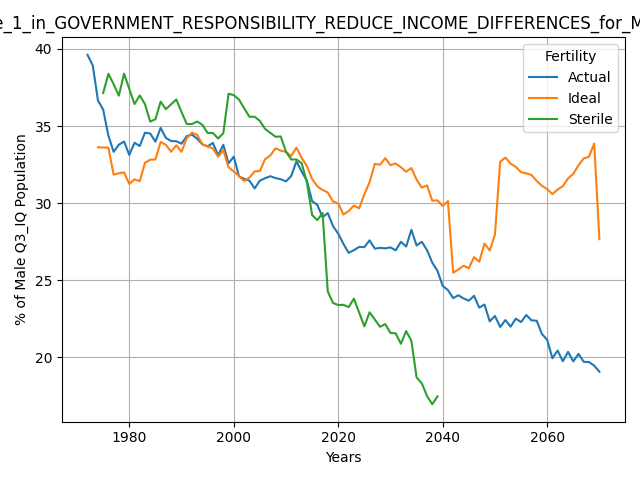 e_1_in_GOVERNMENT_RESPONSIBILITY_REDUCE_INCOME_DIFFERENCES_for_M
Fertility
Actual
Ideal
Sterile
% of Male Q3_IQ Population
40
35
30
25
20
1980
2000
2020
2040
2060
Years